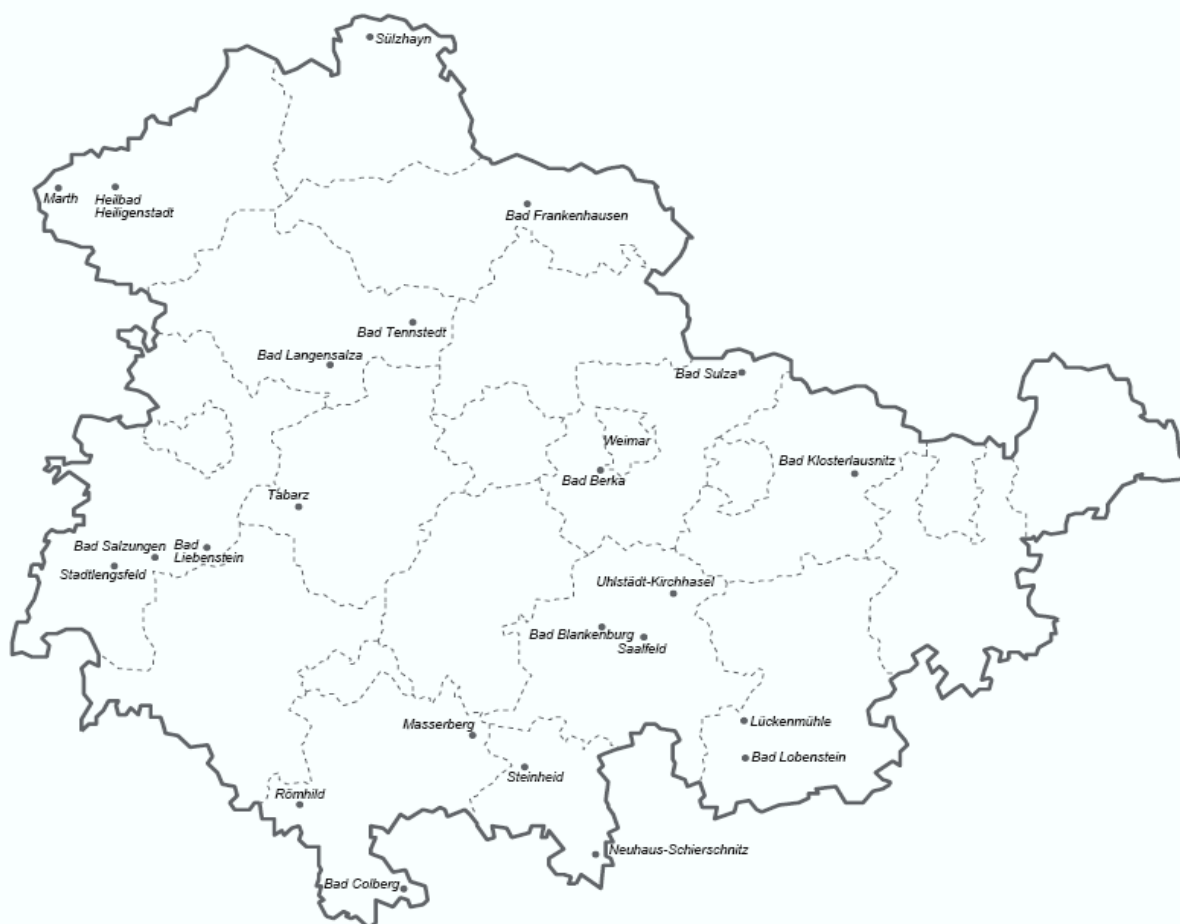 Sülzhayn
Marth
Heilbad
Heiligenstadt
Bad Frankenhausen
Bad Tennstedt
Bad Langensalza
Bad Sulza
Weimar
Bad Klosterlausnitz
Bad Berka
Tabarz
Bad Salzungen
Bad
Liebenstein
Stadtlengsfeld
Uhlstädt-Kirchhasel
Bad Blankenburg
Saalfeld
Masserberg
Lückenmühle
Bad Lobenstein
Steinheid
Römhild
Neuhaus-Schierschnitz
Bad Colberg